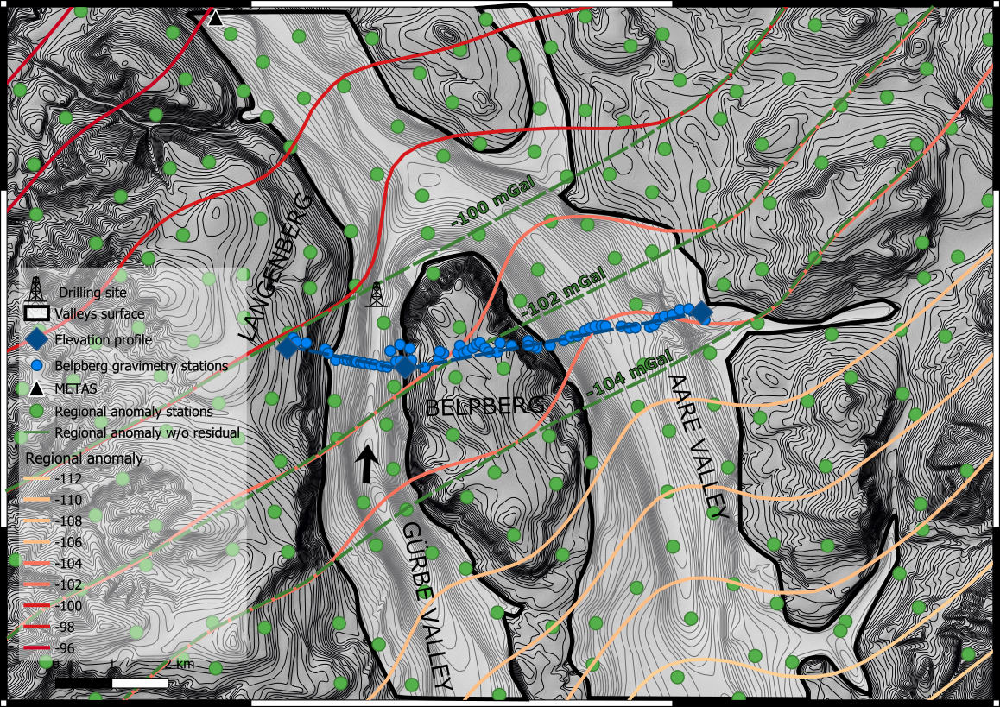 LANGENBERG
-100 mGal
-102 mGal
-104 mGal
BELPBERG
AARE VALLEY
GÜRBE VALLEY
Drilling site
Valleys surface
Elevation profile
Belpberg gravimetry stations
METAS
Regional anomaly stations
Regional anomaly w/o residual
Regional anomaly
-112
-110
-108
-106
-104
-102
-100
-98
-96
0 1 2 km